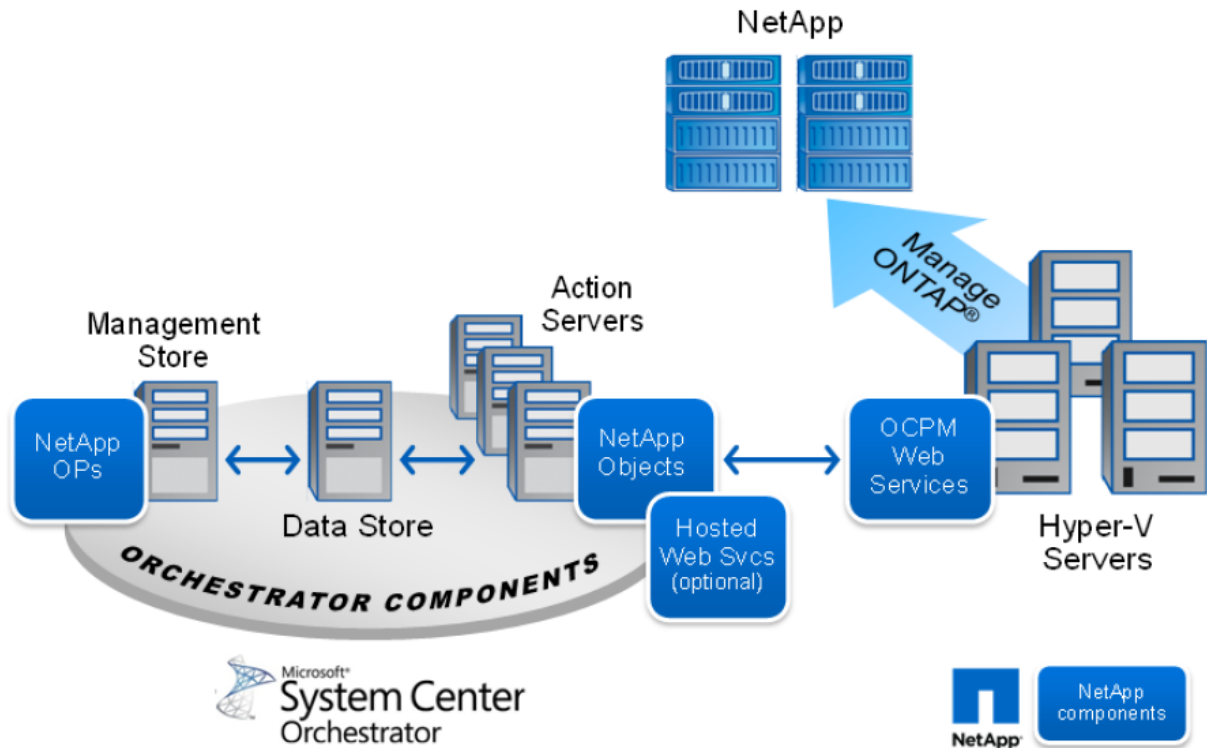 NetApp
Manage
ONTAP®
Action
Servers
Management
Store
NetApp
OPs
NetApp
Objects
OCPM
Web
Services
Data Store
Hosted
Web Svcs
(optional)
Hyper-V
Servers
ORCHESTRATOR COMPONENTS
Microsoft®
System Center
Orchestrator
NetApp®
NetApp
components